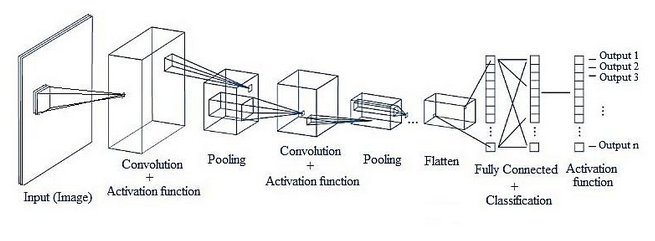 Output 1
Output 2
Output 3
Output n
Input (Image)
Convolution
+
Activation function
Pooling
Convolution
+
Activation function
Pooling
...
Flatten
Fully Connected
+
Classification
Activation
function